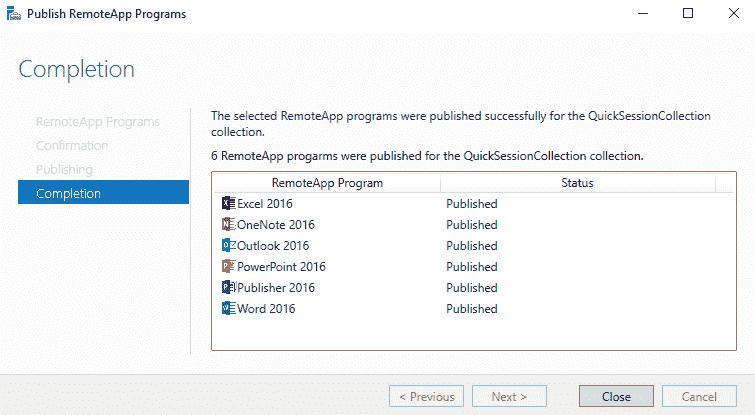 Publish RemoteApp Programs
Completion
RemoteApp Programs
Confirmation
Publishing
Completion
The selected RemoteApp programs were published successfully for the QuickSessionCollection
collection.
6 RemoteApp progarms were published for the QuickSessionCollection collection.
RemoteApp Program Status
Excel 2016 Published
OneNote 2016 Published
Outlook 2016 Published
PowerPoint 2016 Published
Publisher 2016 Published
Word 2016 Published
< Previous Next > Close Cancel